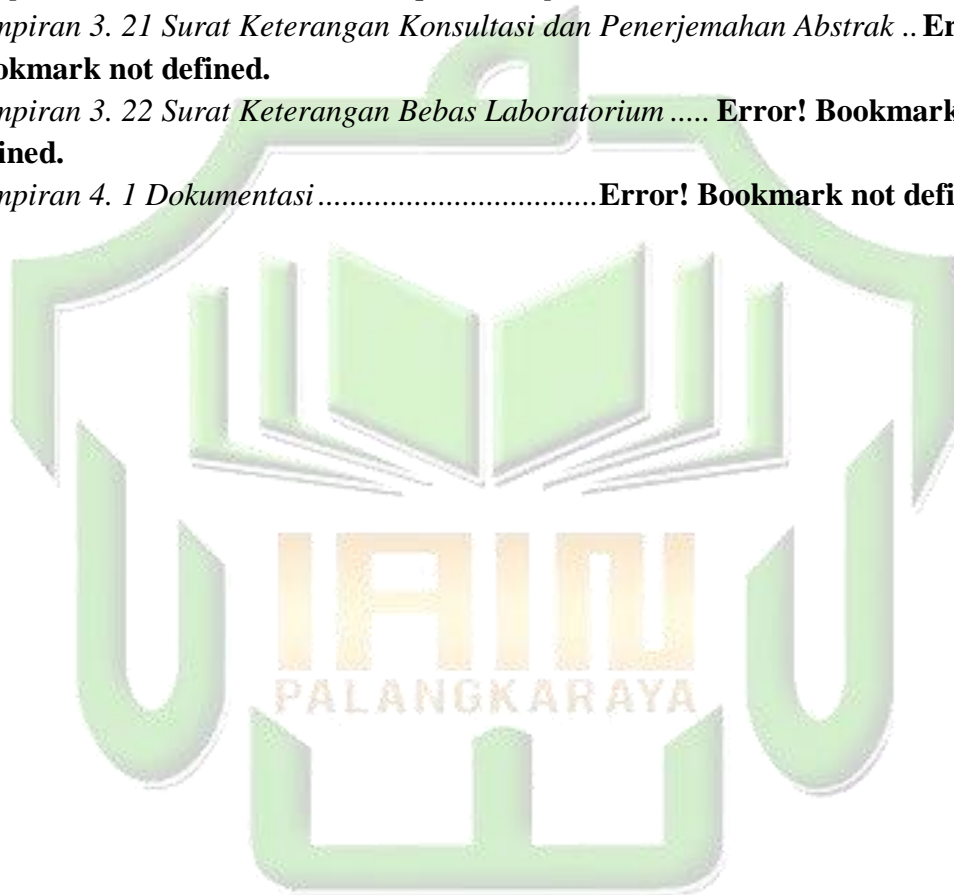 mpiran 3. 21 Surat Keterangan Konsultasi dan Penerjemahan Abstrak .. Er
okmark not defined.
mpiran 3. 22 Surat Keterangan Bebas Laboratorium ..... Error! Bookmark
ined.
mpiran 4. 1 Dokumentasi .................................Error! Bookmark not defi
IAIN
PALANGKARAYA